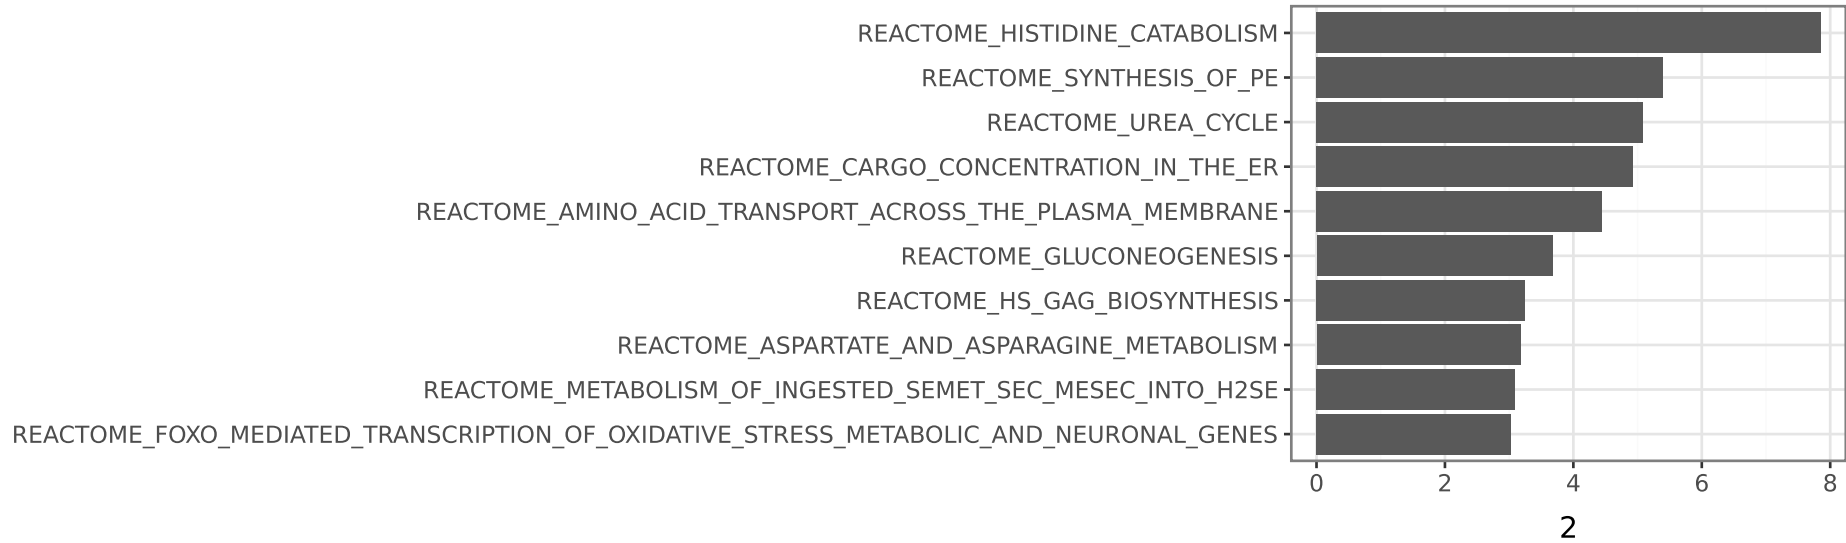 REACTOME_HISTIDINE_CATABOLISM
REACTOME_SYNTHESIS_OF_PE
REACTOME_UREA_CYCLE
REACTOME_CARGO_CONCENTRATION_IN_THE_ER
REACTOME_AMINO_ACID_TRANSPORT_ACROSS_THE_PLASMA_MEMBRANE
REACTOME_GLUCONEOGENESIS
REACTOME_HS_GAG_BIOSYNTHESIS
REACTOME_ASPARTATE_AND_ASPARAGINE_METABOLISM
REACTOME_METABOLISM_OF_INGESTED_SEMET_SEC_MESEC_INTO_H2SE
REACTOME_FOXO_MEDIATED_TRANSCRIPTION_OF_OXIDATIVE_STRESS_METABOLIC_AND_NEURONAL_GENES
0 2 4 6 8
2